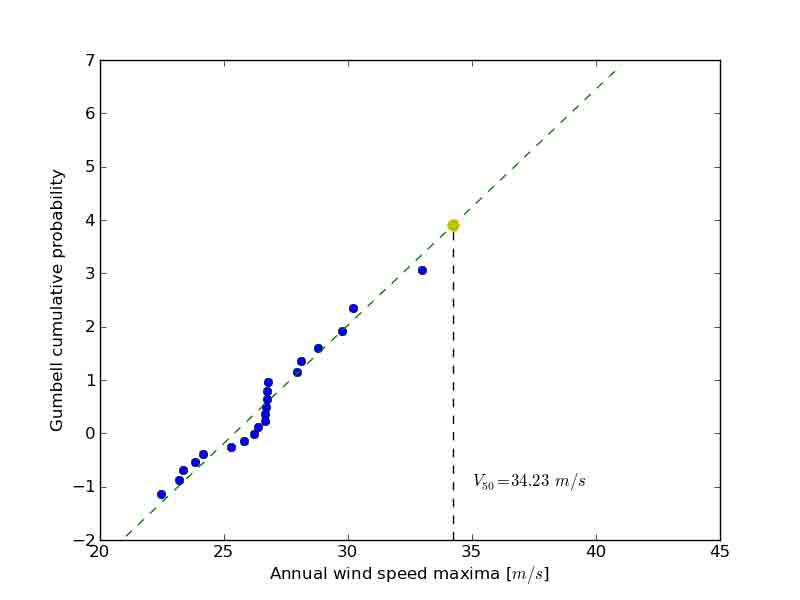 7
6
5
4
3
2
1
0
−1
−2
Gumbell cumulative probability
V50=34.23 m/s
20 25 30 35 40 45
Annual wind speed maxima [m/s]